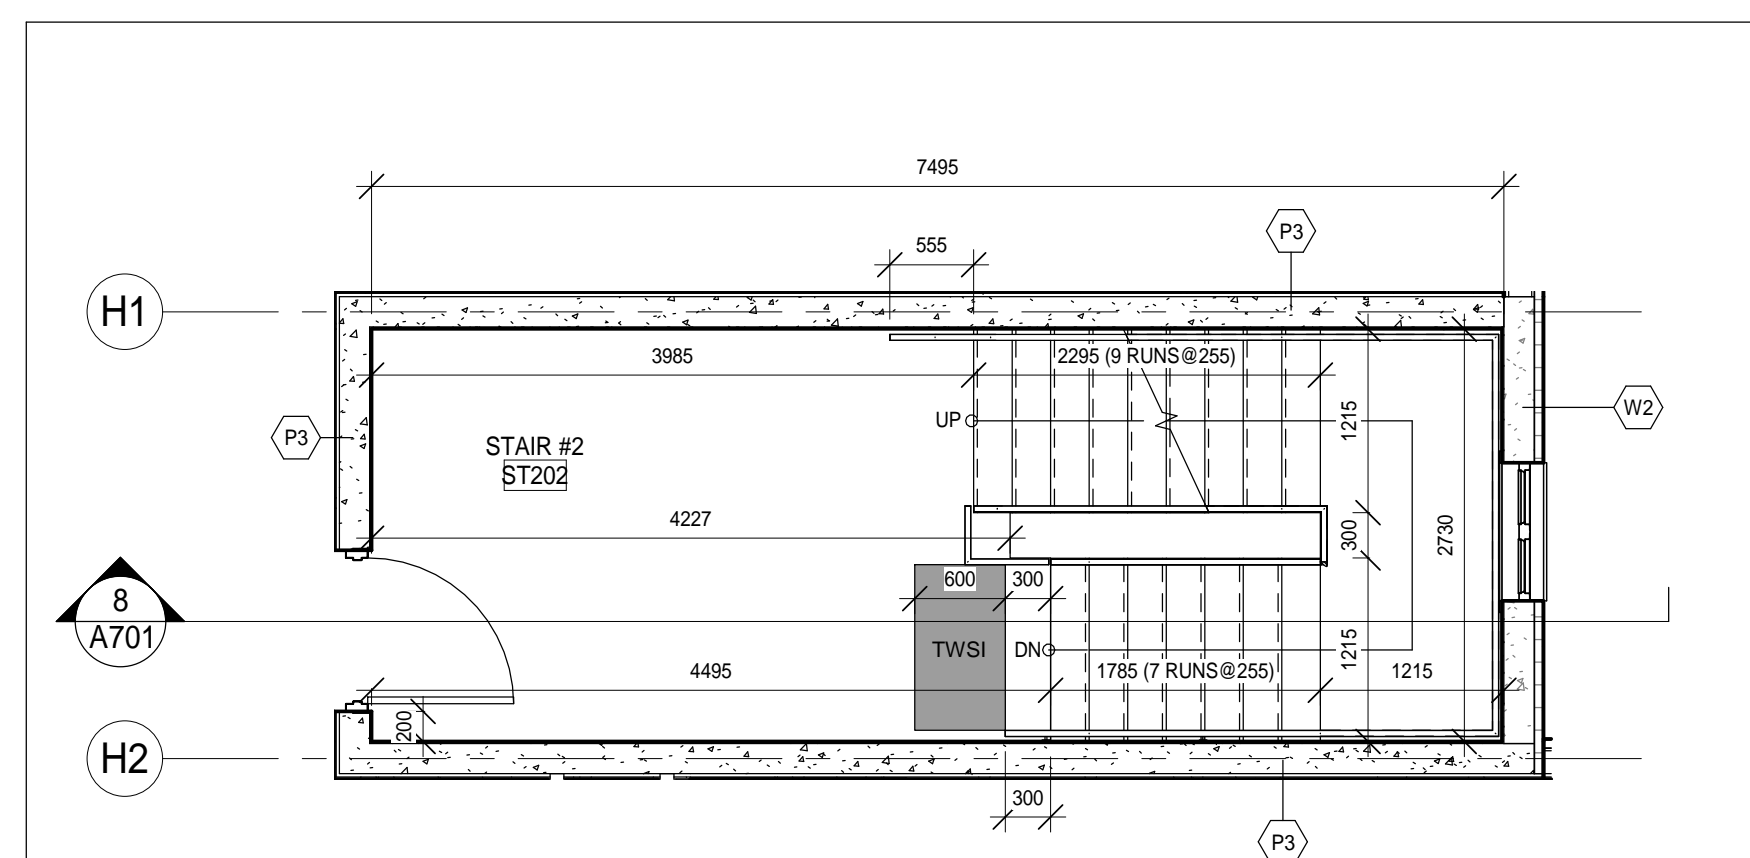 7495
P3
555
H1
3985
2295 (9 RUNS@255)
UP
1215
W2
P3
STAIR #2
ST202
4227
300
2730
600
300
8
A701
TWSI
DN
1215
4495
1785 (7 RUNS@255)
1215
200
H2
300
P3